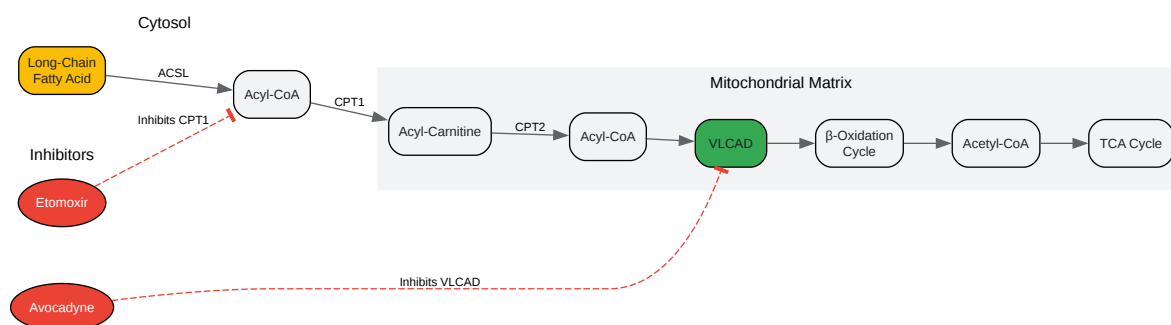 Cytosol
Long-Chain
Fatty Acid
ACSL
Acyl-CoA
CPT1
Mitochondrial Matrix
Acyl-Carnitine
CPT2
Acyl-CoA
VLCAD
β-Oxidation
Cycle
Acetyl-CoA
TCA Cycle
Inhibits CPT1
Inhibitors
Etomoxir
Inhibits VLCAD
Avocadyne